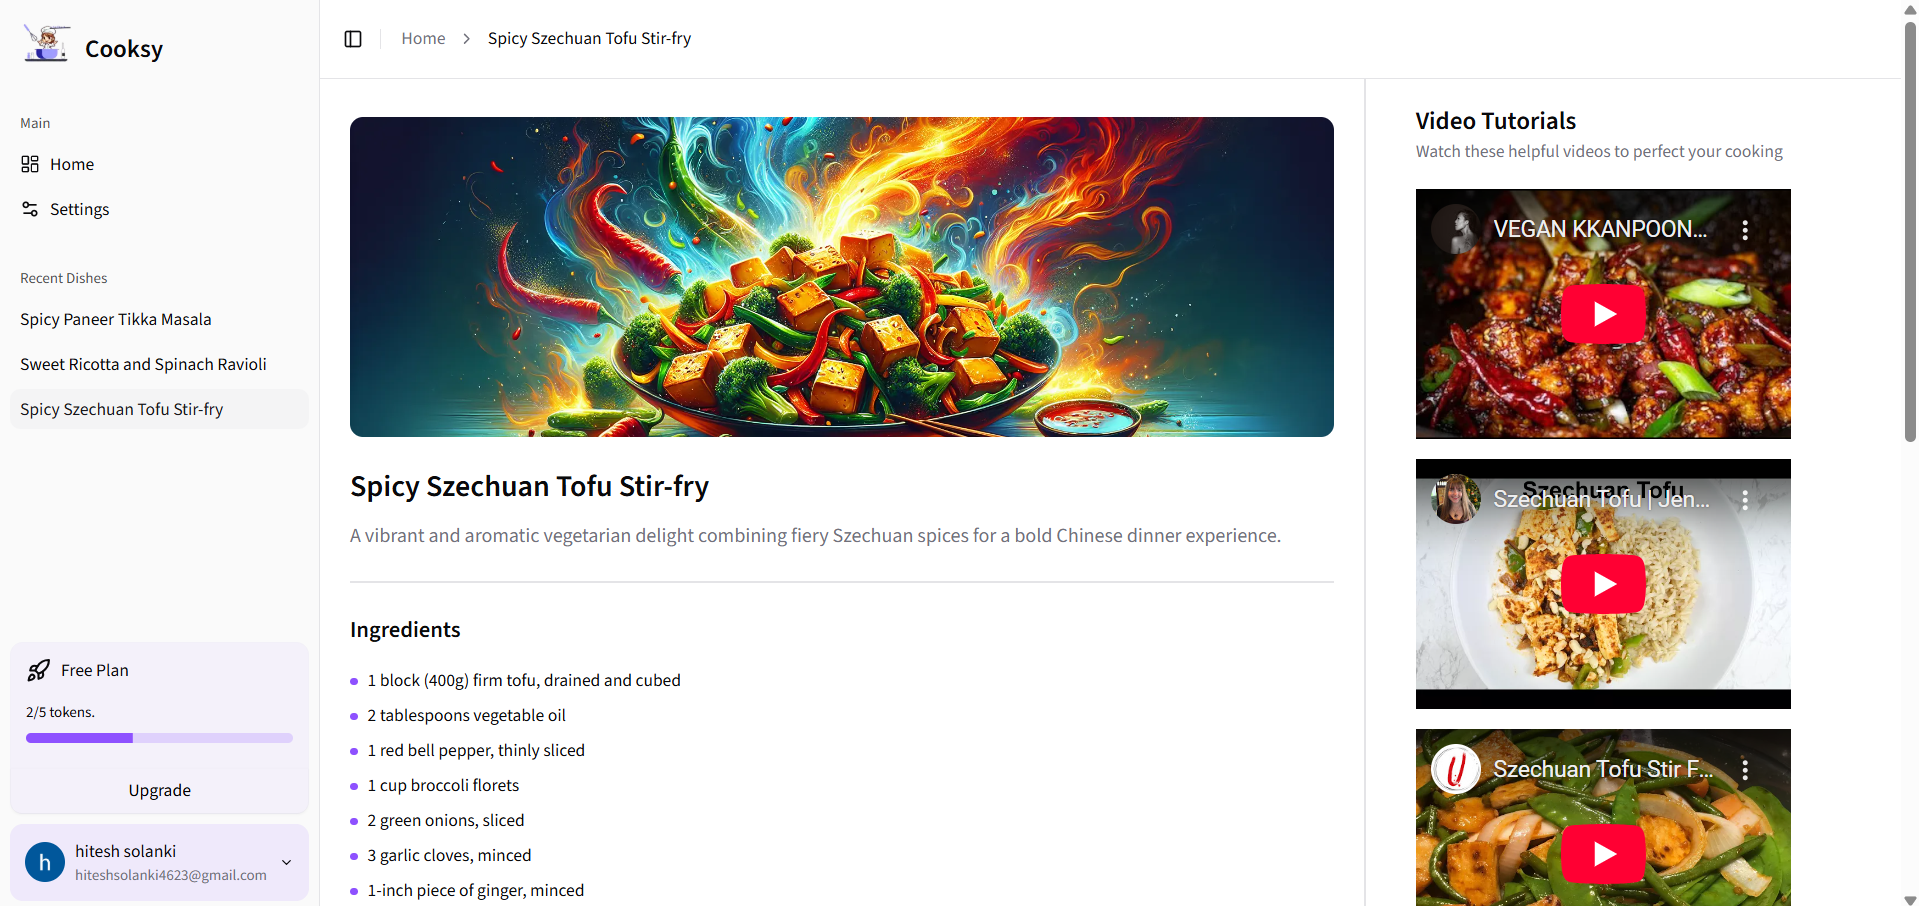 Cooksy
Main
Home
Settings
Recent Dishes
Spicy Paneer Tikka Masala
Sweet Ricotta and Spinach Ravioli
Spicy Szechuan Tofu Stir-fry
Free Plan
2/5 tokens.
Upgrade
h
hitesh solanki
hiteshsolanki4623@gmail.com
Home > Spicy Szechuan Tofu Stir-fry
Spicy Szechuan Tofu Stir-fry
A vibrant and aromatic vegetarian delight combining fiery Szechuan spices for a bold Chinese dinner experience.
Ingredients
1 block (400g) firm tofu, drained and cubed
2 tablespoons vegetable oil
1 red bell pepper, thinly sliced
1 cup broccoli florets
2 green onions, sliced
3 garlic cloves, minced
1-inch piece of ginger, minced
Video Tutorials
Watch these helpful videos to perfect your cooking
VEGAN KKANPOON...
Szechuan Tofu
Szechuan Tofu | Jen...
Szechuan Tofu Stir F...